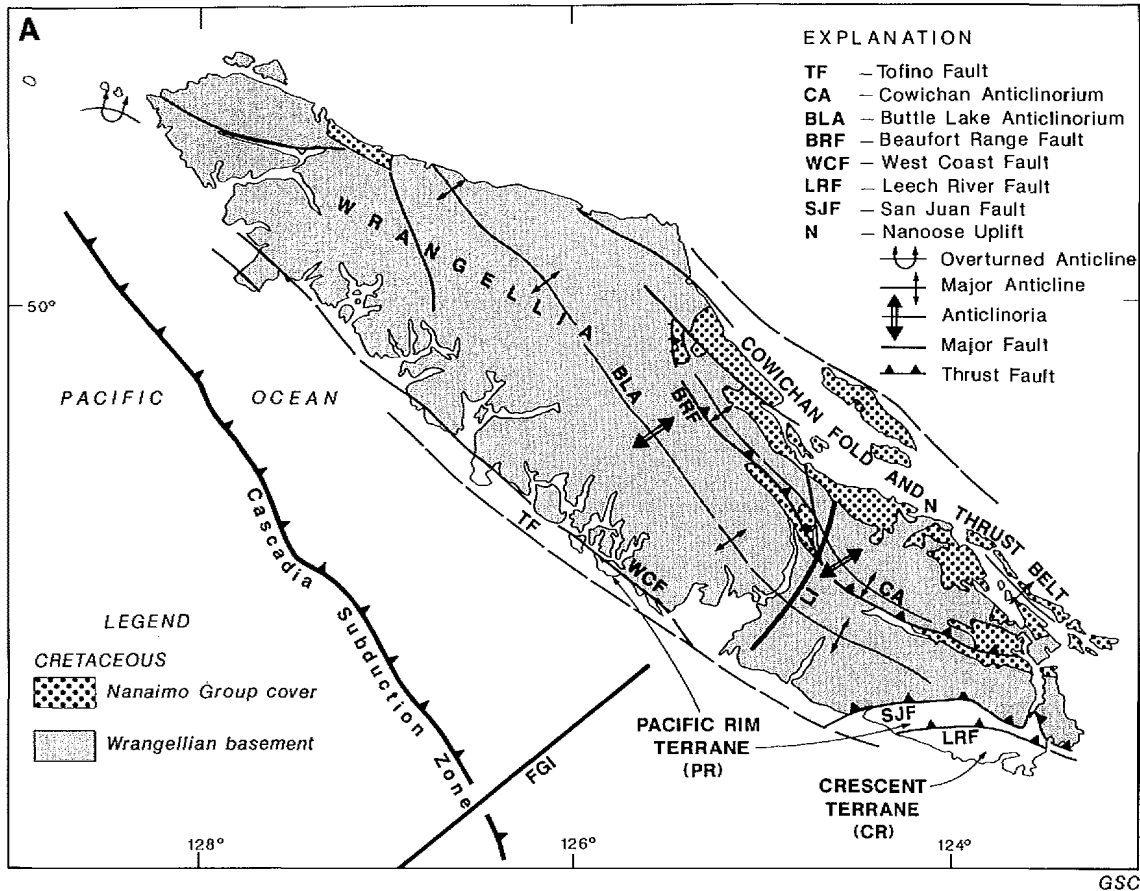 A
EXPLANATION
TF – Tofino Fault
CA – Cowichan Anticlinorium
BLA – Buttle Lake Anticlinorium
BRF – Beaufort Range Fault
WCF – West Coast Fault
LRF – Leech River Fault
SJF – San Juan Fault
N – Nanoose Uplift
Overturned Anticline
Major Anticline
Anticlinoria
Major Fault
Thrust Fault
WRANGELLIA
50°
PACIFIC OCEAN
COWICHAN FOLD AND THRUST BELT
N
BLA
BRF
TF
WCF
CA
LI
Cascadia Subduction Zone
LEGEND
CRETACEOUS
Nanaimo Group cover
Wrangellian basement
FGI
PACIFIC RIM
TERRANE
(PR)
SJF
LRF
CRESCENT
TERRANE
(CR)
128°
126°
124°
GSC